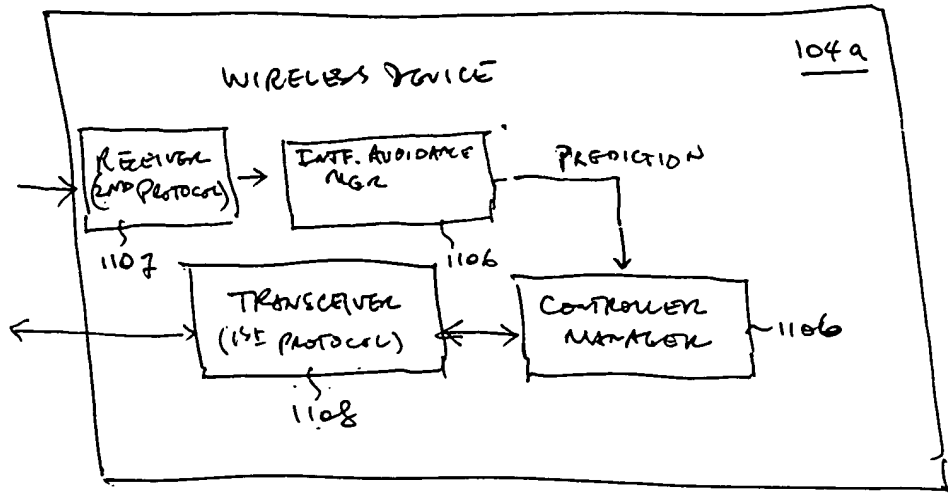 104a
WIRELESS DEVICE
RECEIVER
(2ND PROTOCOL)
INTF. AVOIDANCE
MGR
PREDICTION
1107
1106
TRANSCEIVER
(1ST PROTOCOL)
CONTROLLER
MANAGER
1106
1108